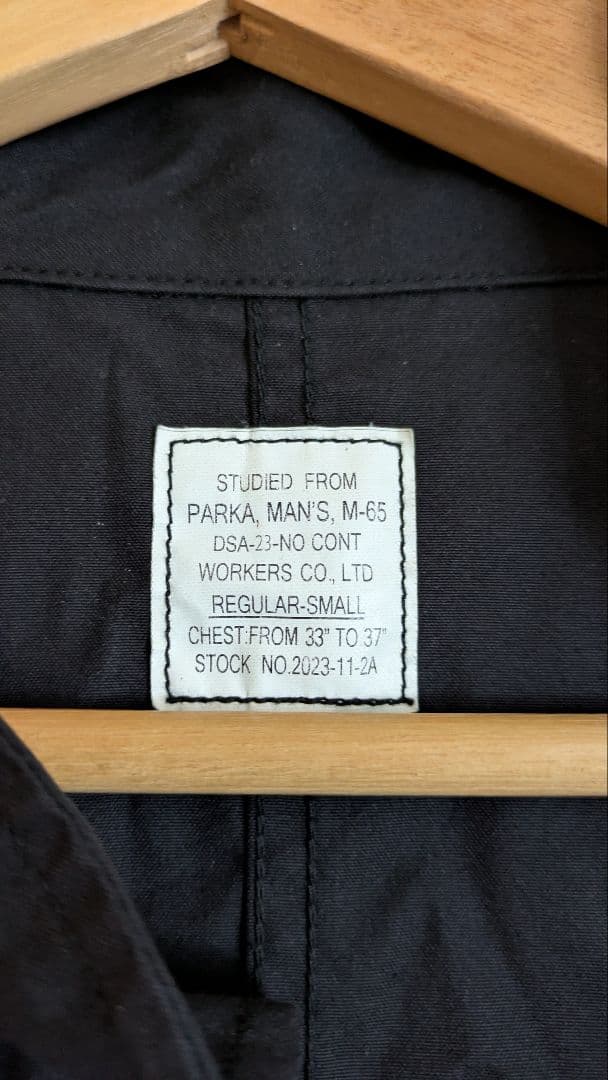 STUDIED FROM
PARKA, MAN'S, M-65
DSA-23-NO CONT
WORKERS CO., LTD
REGULAR-SMALL
CHEST:FROM 33" TO 37"
STOCK NO.2023-11-2A